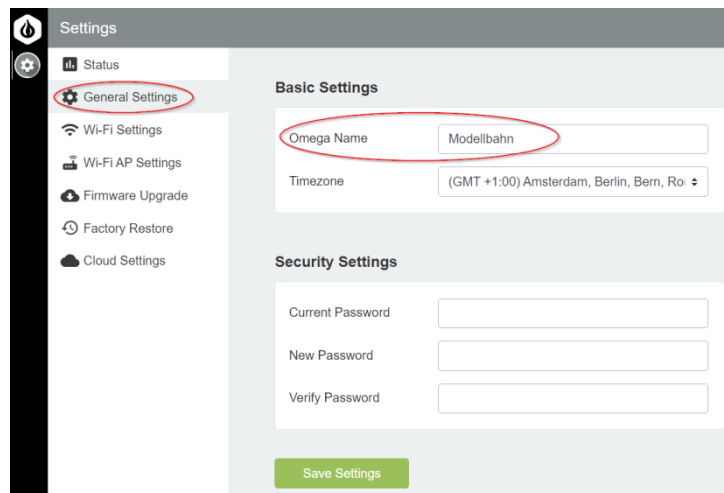 Settings
Status
General Settings
Wi-Fi Settings
Wi-Fi AP Settings
Firmware Upgrade
Factory Restore
Cloud Settings
Basic Settings
Omega Name Modellbahn
Timezone (GMT +1:00) Amsterdam, Berlin, Bern,
Security Settings
Current Password
New Password
Verify Password
Save Settings